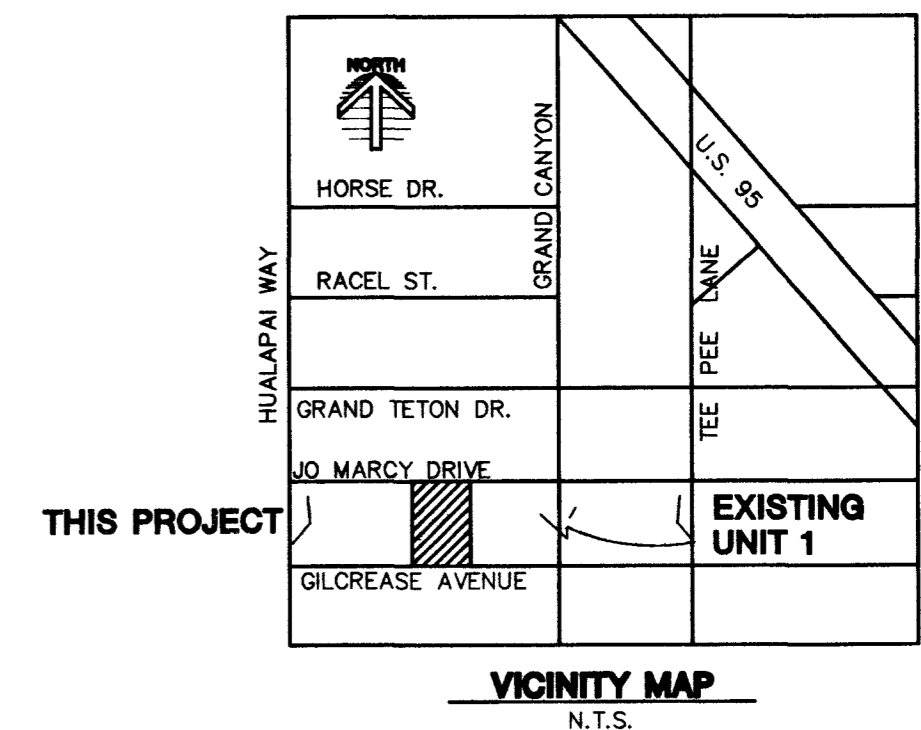 NORTH
HORSE DR.
GRAND CANYON
U.S. 95
HUALAPAI WAY
RACEL ST.
TEE PEE LANE
GRAND TETON DR.
JO MARCY DRIVE
THIS PROJECT
EXISTING
UNIT 1
GILCREASE AVENUE
VICINITY MAP
N.T.S.